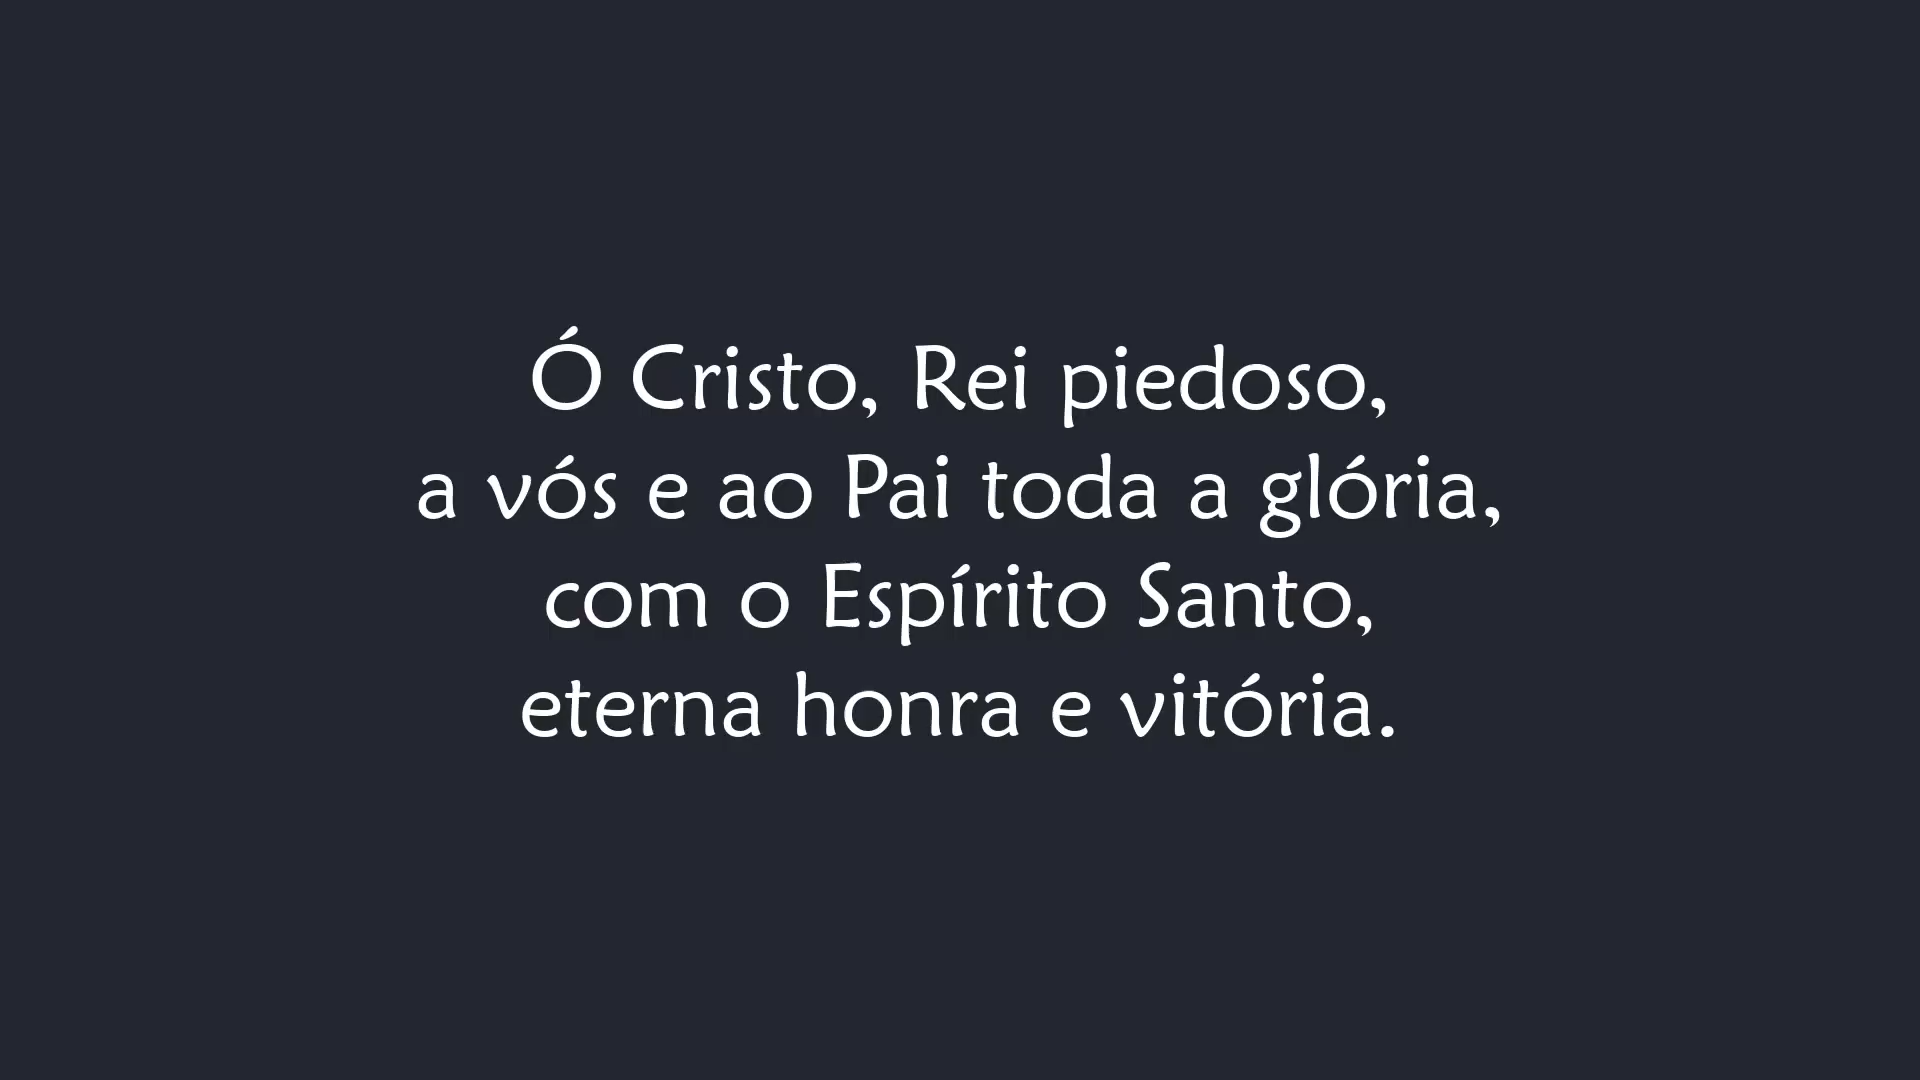 Ó Cristo, Rei piedoso,
a vós e ao Pai toda a glória,
com o Espírito Santo,
eterna honra e vitória.